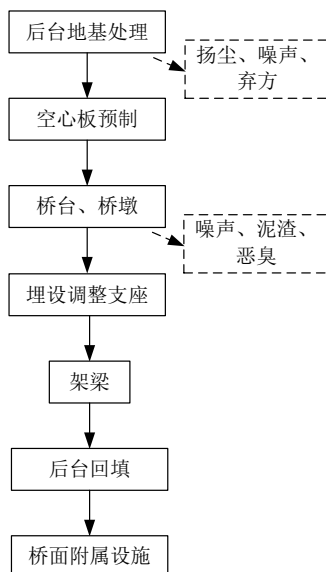 后台地基处理
扬尘、噪声、
弃方
空心板预制
桥台、桥墩
噪声、泥渣、
恶臭
埋设调整支座
架梁
后台回填
桥面附属设施